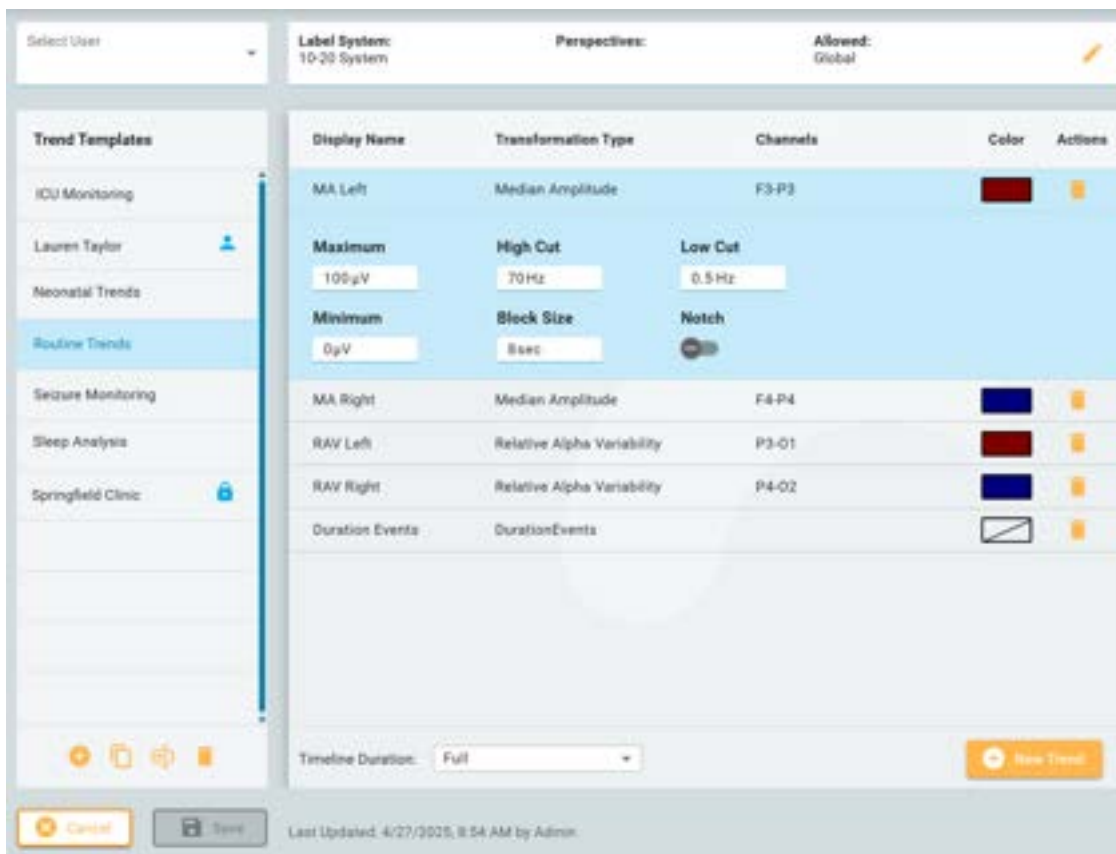 Select User
Label System: Perspectives: Allowed:
10-20 System Global
Trend Templates
ICU Monitoring
Lauren Taylor
Neonatal Trends
Routine Trends
Seizure Monitoring
Sleep Analysis
Springfield Clinic
Display Name Transformation Type Channels Color Actions
MA Left Median Amplitude F3-P3
Maximum High Cut Low Cut
100µV 70Hz 0.5Hz
Minimum Block Size Notch
0µV 8sec
MA Right Median Amplitude F4-P4
RAV Left Relative Alpha Variability P3-O1
RAV Right Relative Alpha Variability P4-O2
Duration Events DurationEvents
Timeline Duration: Full
New Trend
Cancel Save Last Updated: 4/27/2025, 8:54 AM by Admin